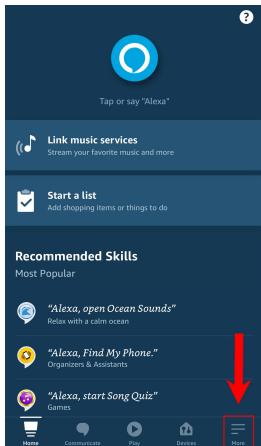 ?
Tap or say "Alexa"
Link music services
Stream your favorite music and more
Start a list
Add shopping items or things to do
Recommended Skills
Most Popular
"Alexa, open Ocean Sounds"
Relax with a calm ocean
"Alexa, Find My Phone."
Organizers & Assistants
"Alexa, start Song Quiz"
Games
Home Communicate Play Devices More